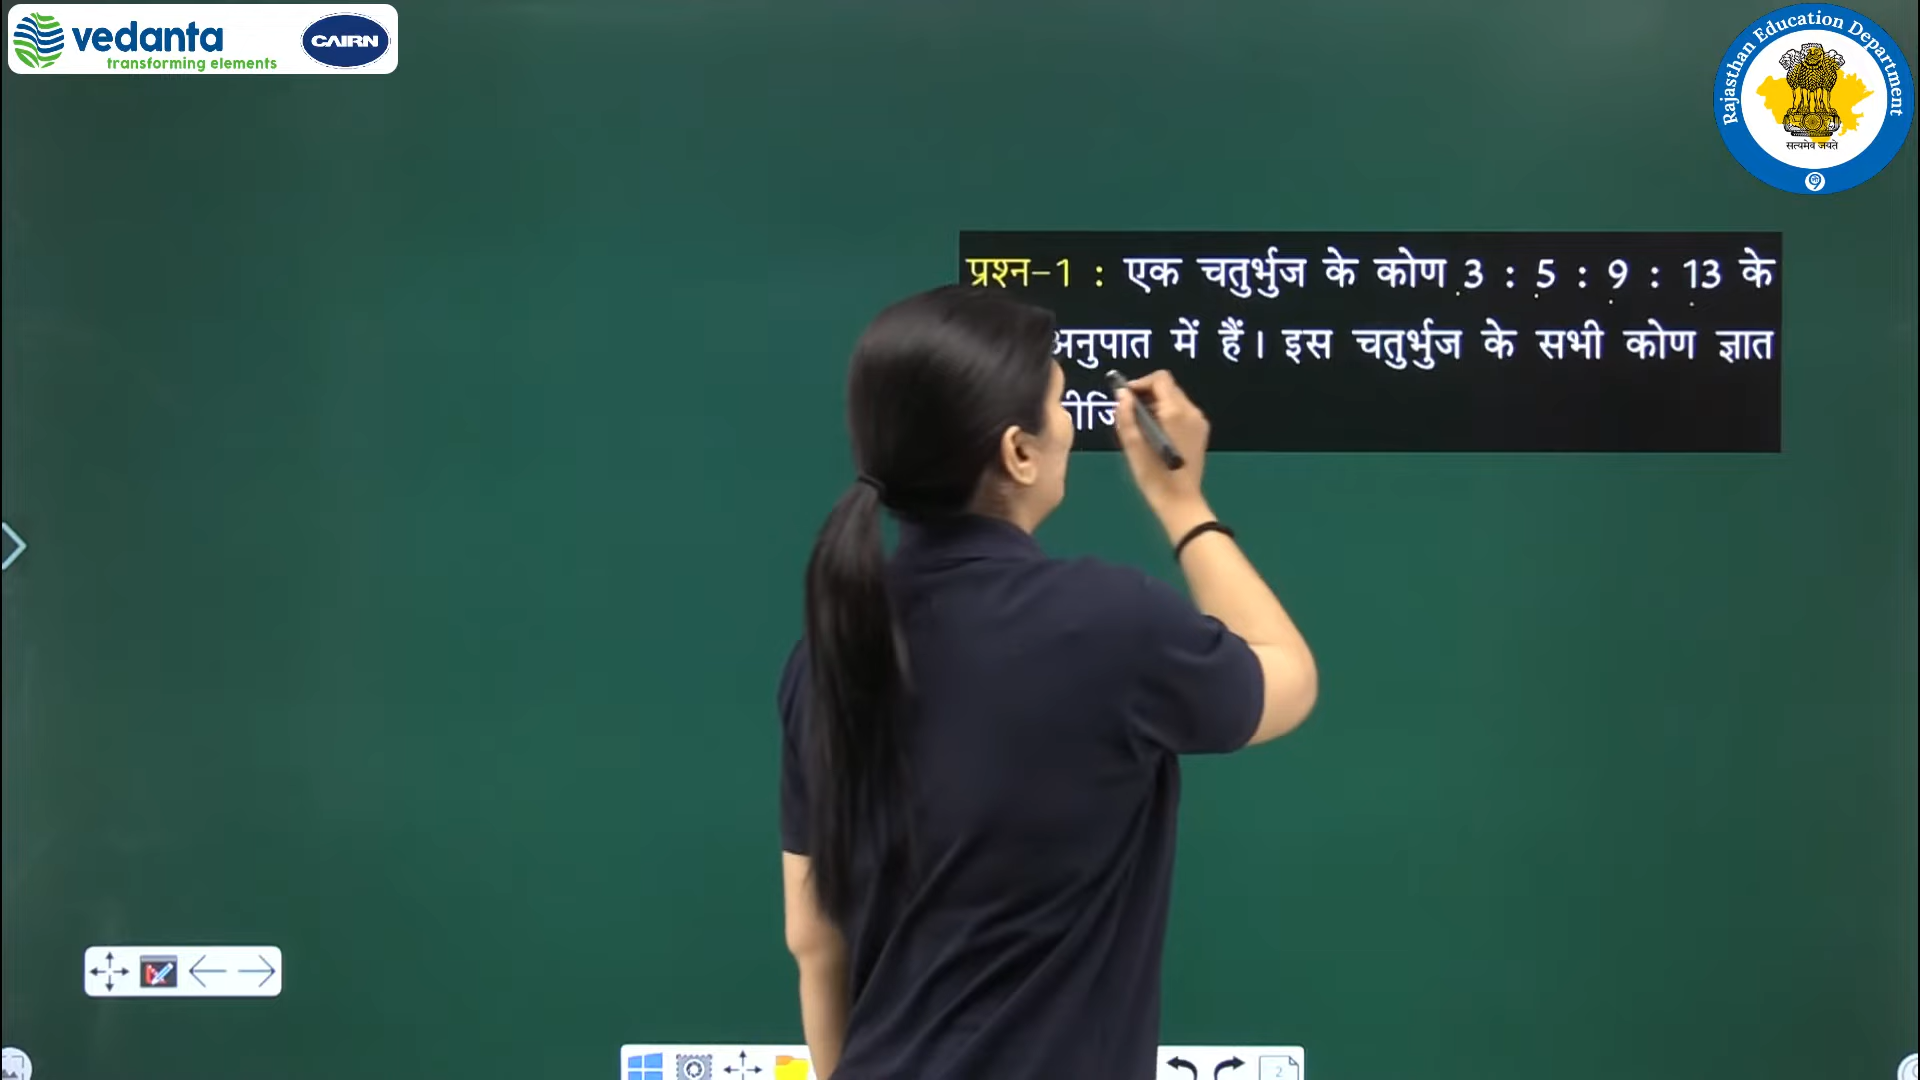 vedanta
transforming elements
CAIRN
Rajasthan Education Department
सत्यमेव जयते
प्रश्न-1 : एक चतुर्भुज के कोण 3 : 5 : 9 : 13 के
अनुपात में हैं। इस चतुर्भुज के सभी कोण ज्ञात
2